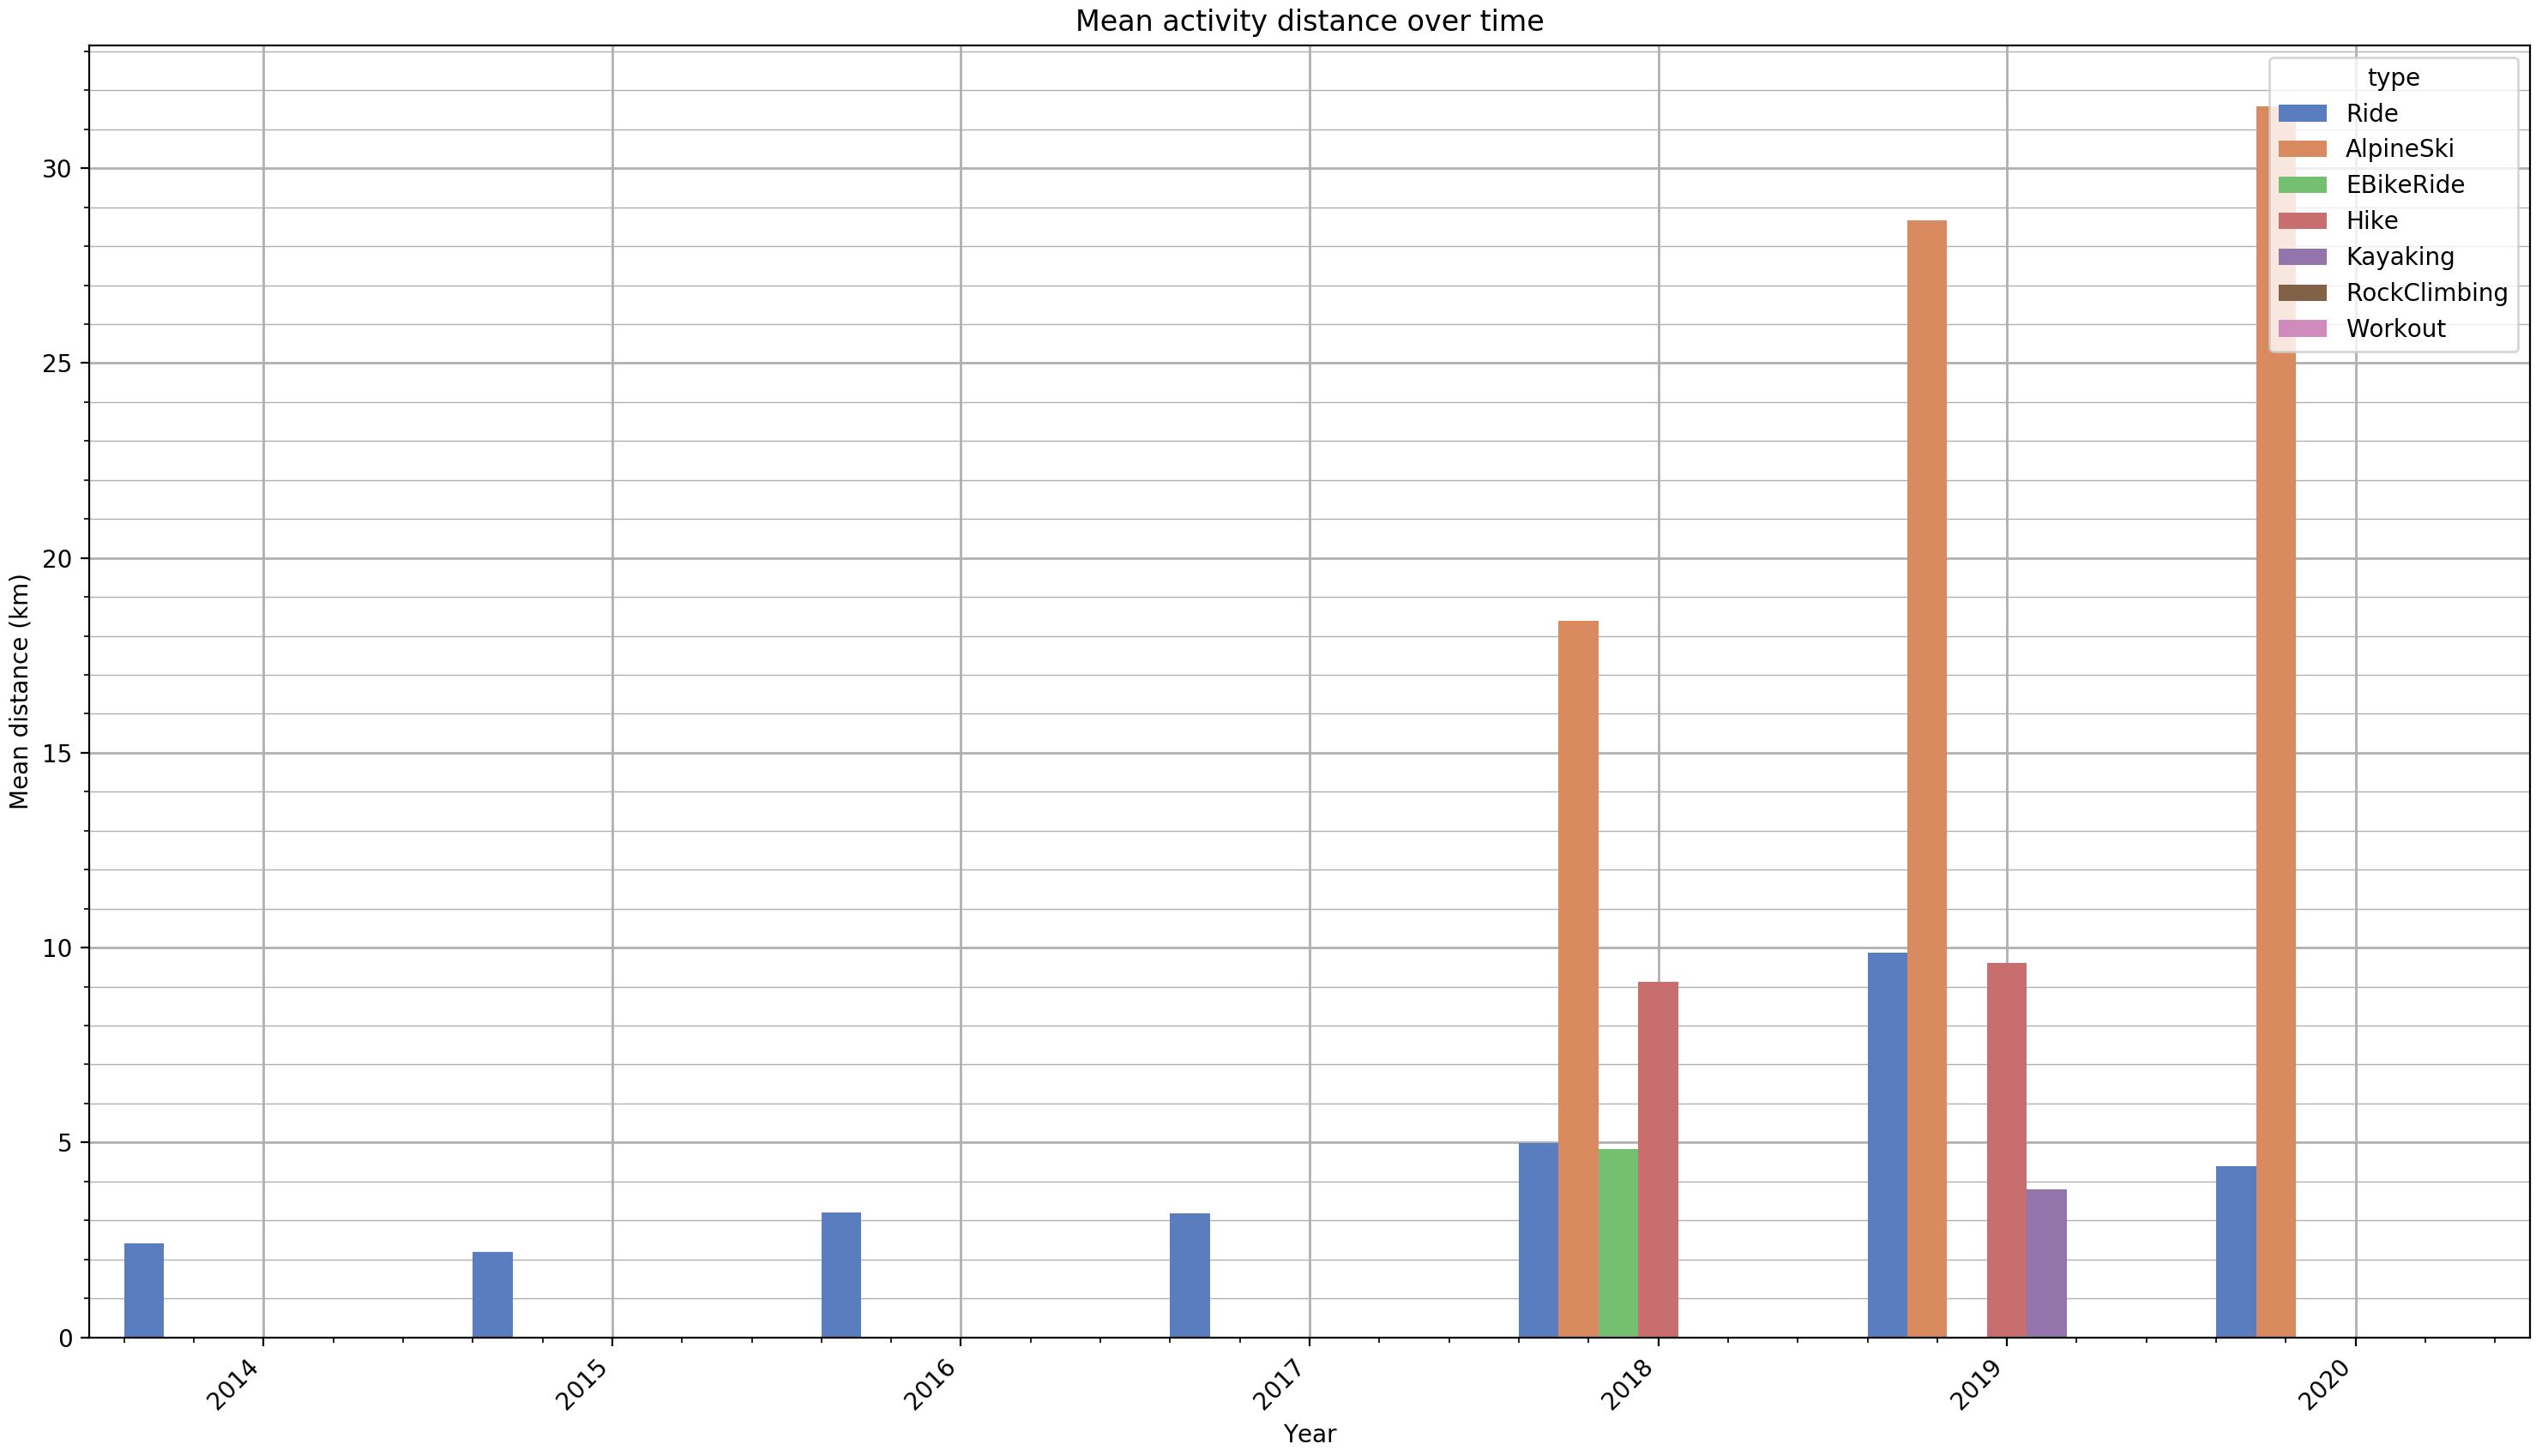 Mean activity distance over time
type
Ride
AlpineSki
EBikeRide
Hike
Kayaking
RockClimbing
Workout
Mean distance (km)
30
25
20
15
10
5
0
2014
2015
2016
2017
2018
2019
2020
Year